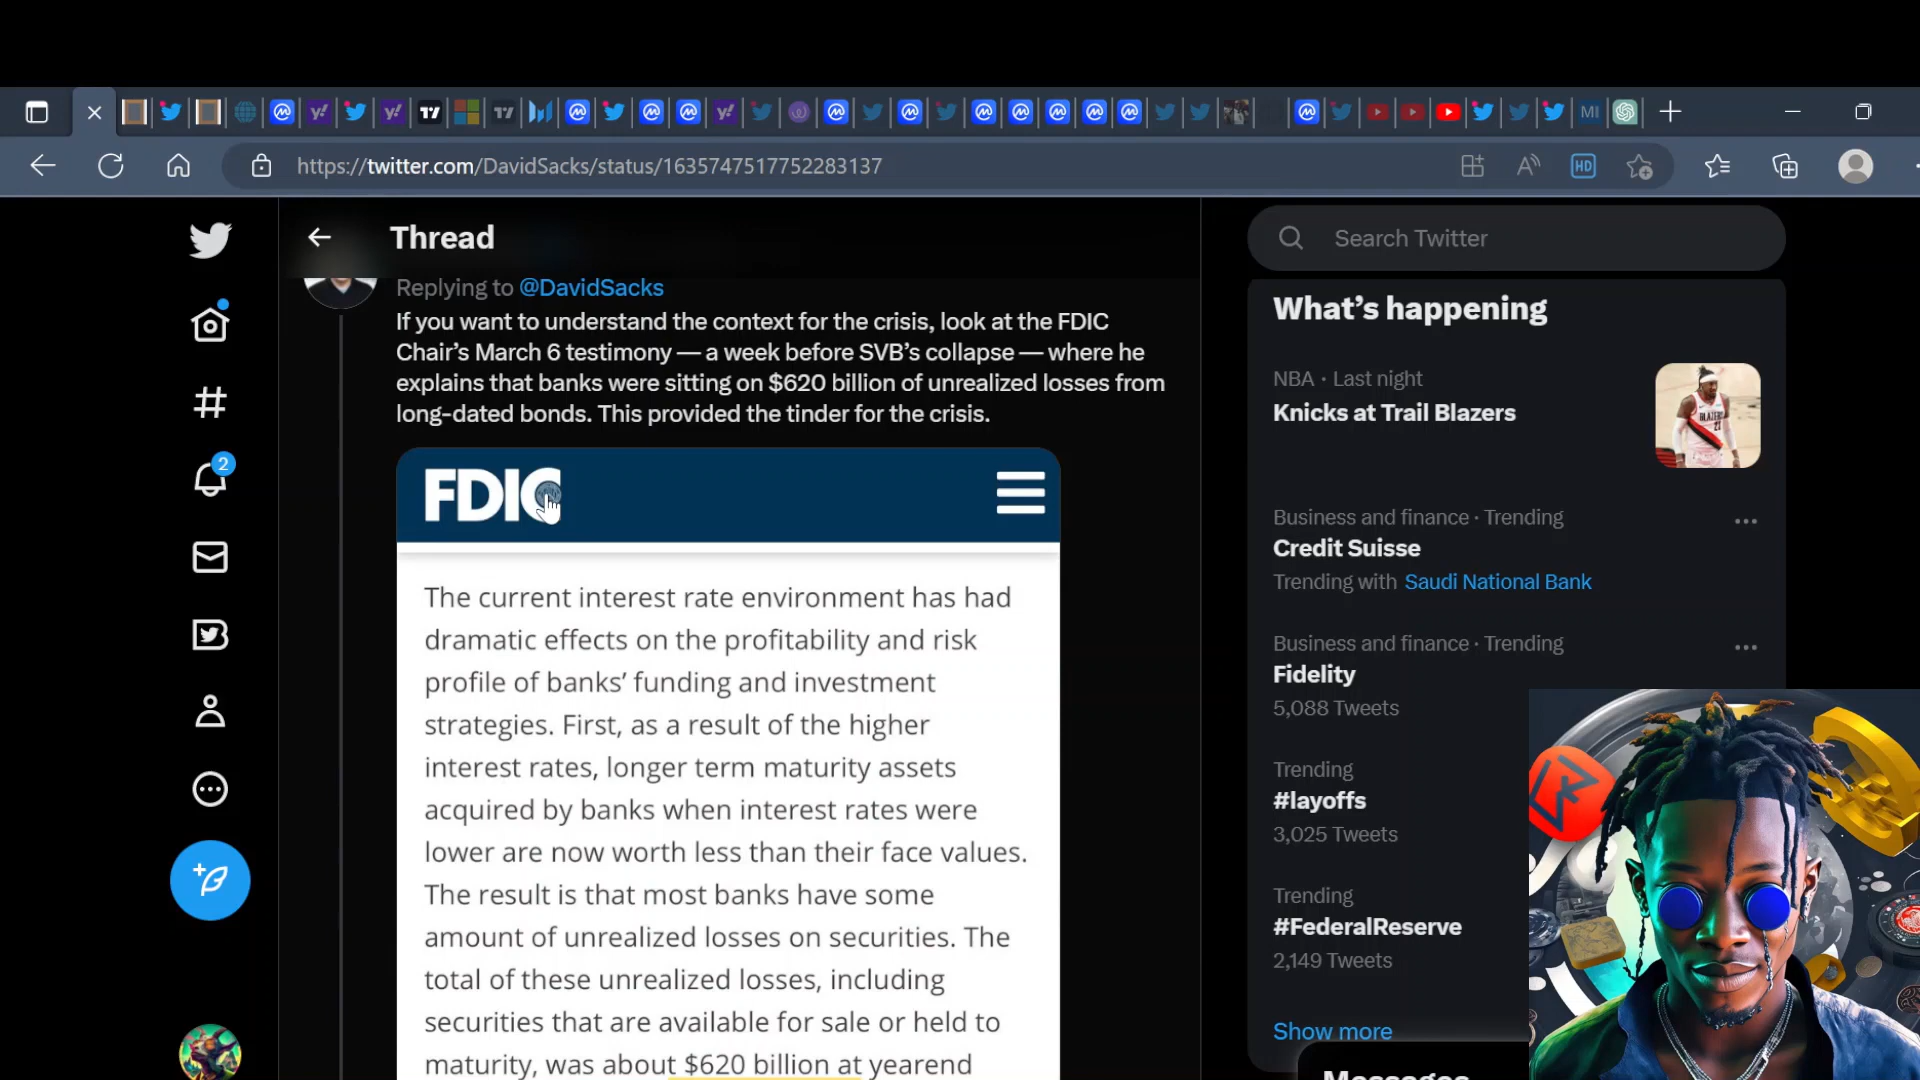 https://twitter.com/DavidSacks/status/1635747517752283137
HD
MI
Thread
Search Twitter
Replying to @DavidSacks
If you want to understand the context for the crisis, look at the FDIC
Chair’s March 6 testimony — a week before SVB’s collapse — where he
explains that banks were sitting on $620 billion of unrealized losses from
long-dated bonds. This provided the tinder for the crisis.
FDIC
The current interest rate environment has had
dramatic effects on the profitability and risk
profile of banks’ funding and investment
strategies. First, as a result of the higher
interest rates, longer term maturity assets
acquired by banks when interest rates were
lower are now worth less than their face values.
The result is that most banks have some
amount of unrealized losses on securities. The
total of these unrealized losses, including
securities that are available for sale or held to
maturity, was about $620 billion at yearend
2
What’s happening
NBA · Last night
Knicks at Trail Blazers
Business and finance · Trending
Credit Suisse
Trending with Saudi National Bank
Business and finance · Trending
Fidelity
5,088 Tweets
Trending
#layoffs
3,025 Tweets
Trending
#FederalReserve
2,149 Tweets
Show more
Messages